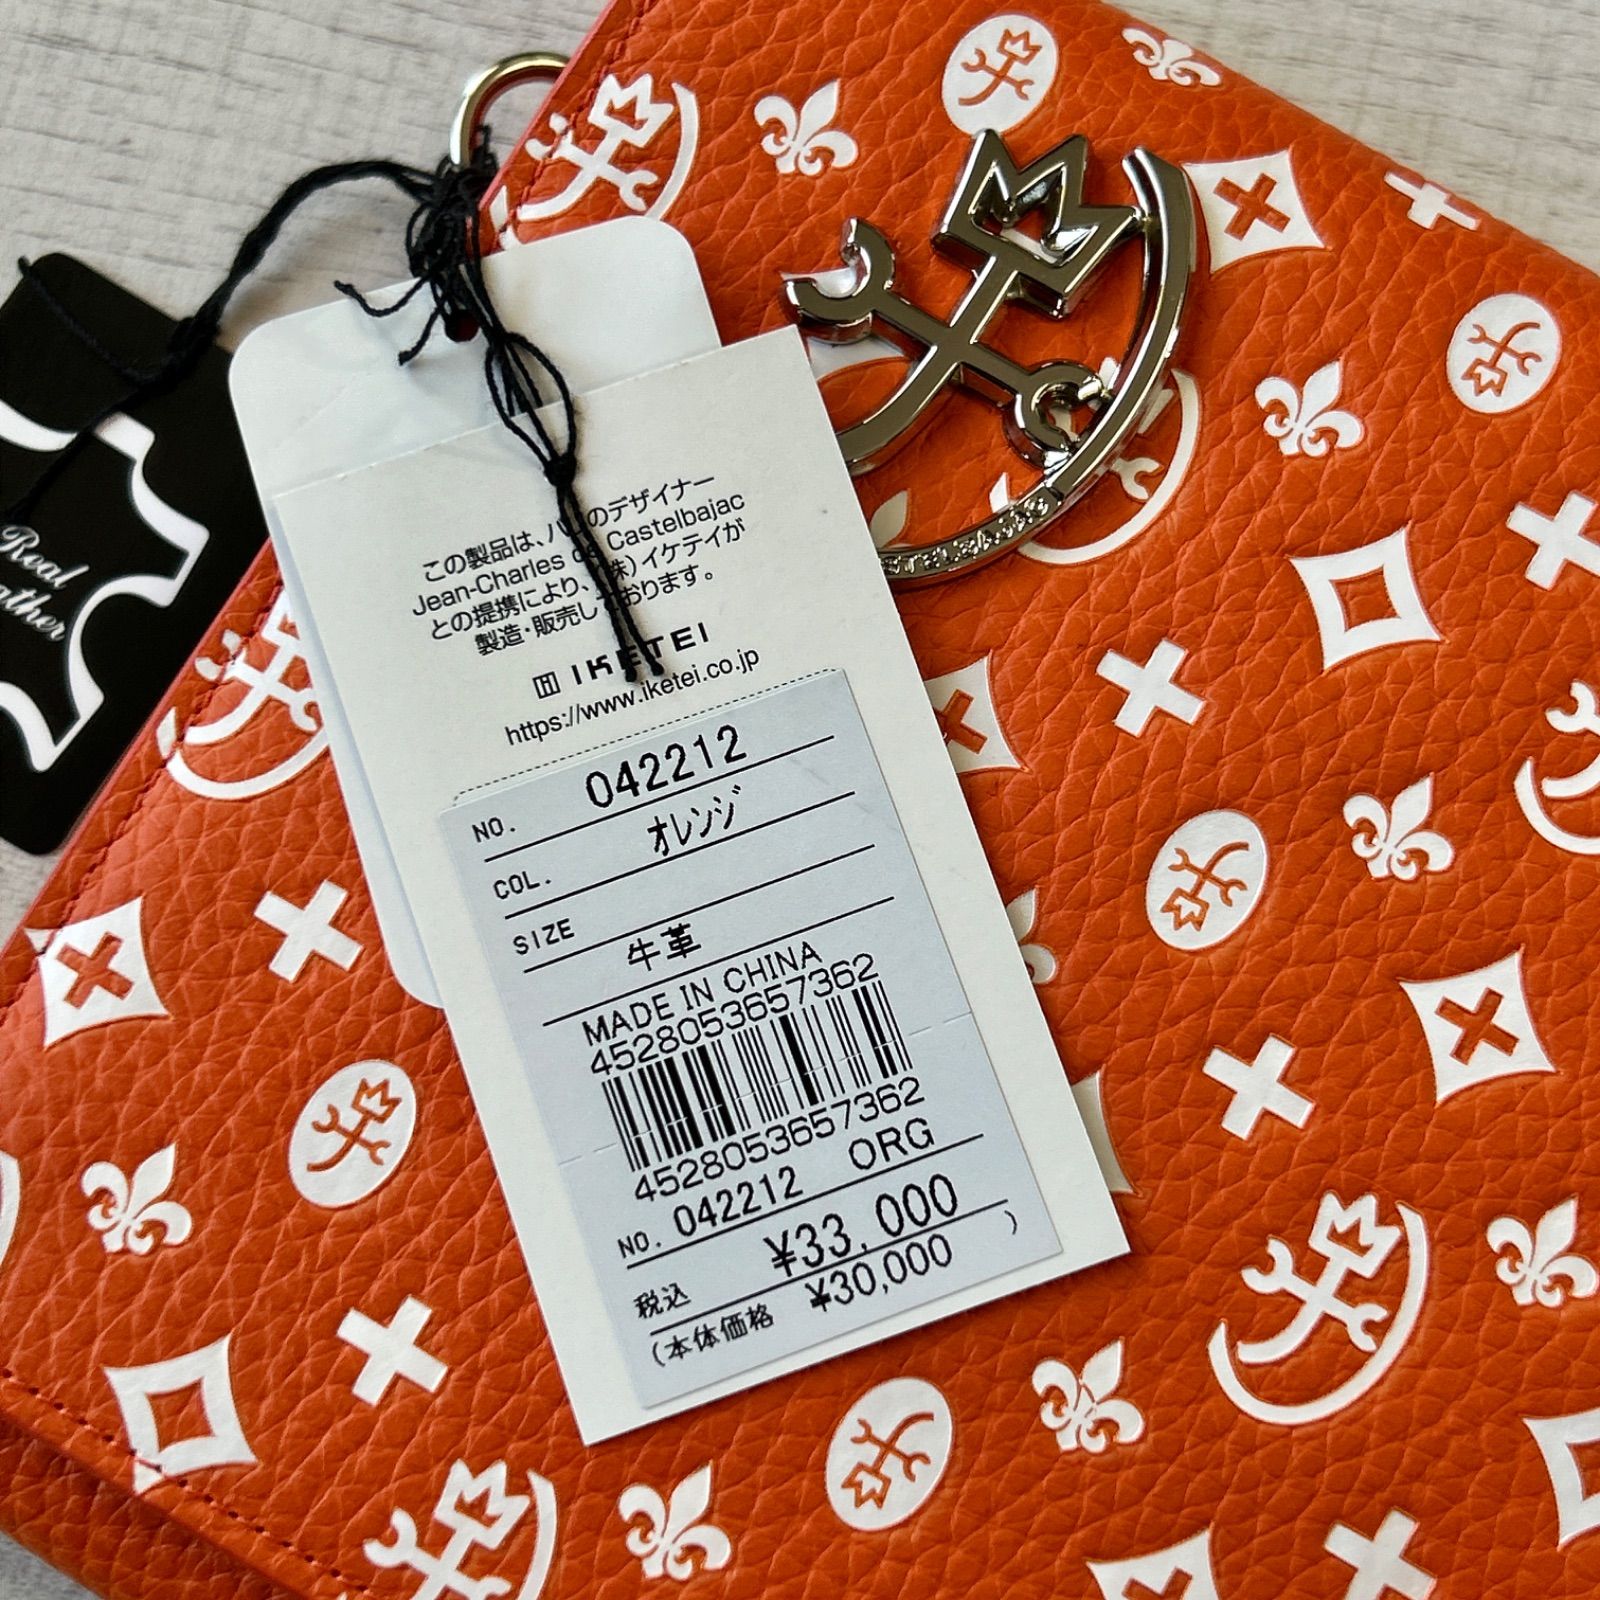 Real
Leather
この製品は、パリのデザイナー
Jean-Charles de Castelbajac
との提携により、(株)イケテイが
製造・販売しております。
IKETEI
https://www.iketei.co.jp
NO. 042212
COL. オレンジ
SIZE
牛革
MADE IN CHINA
4528053657362
4528053657362
NO. 042212 ORG
税込 ¥33,000
(本体価格 ¥30,000 )